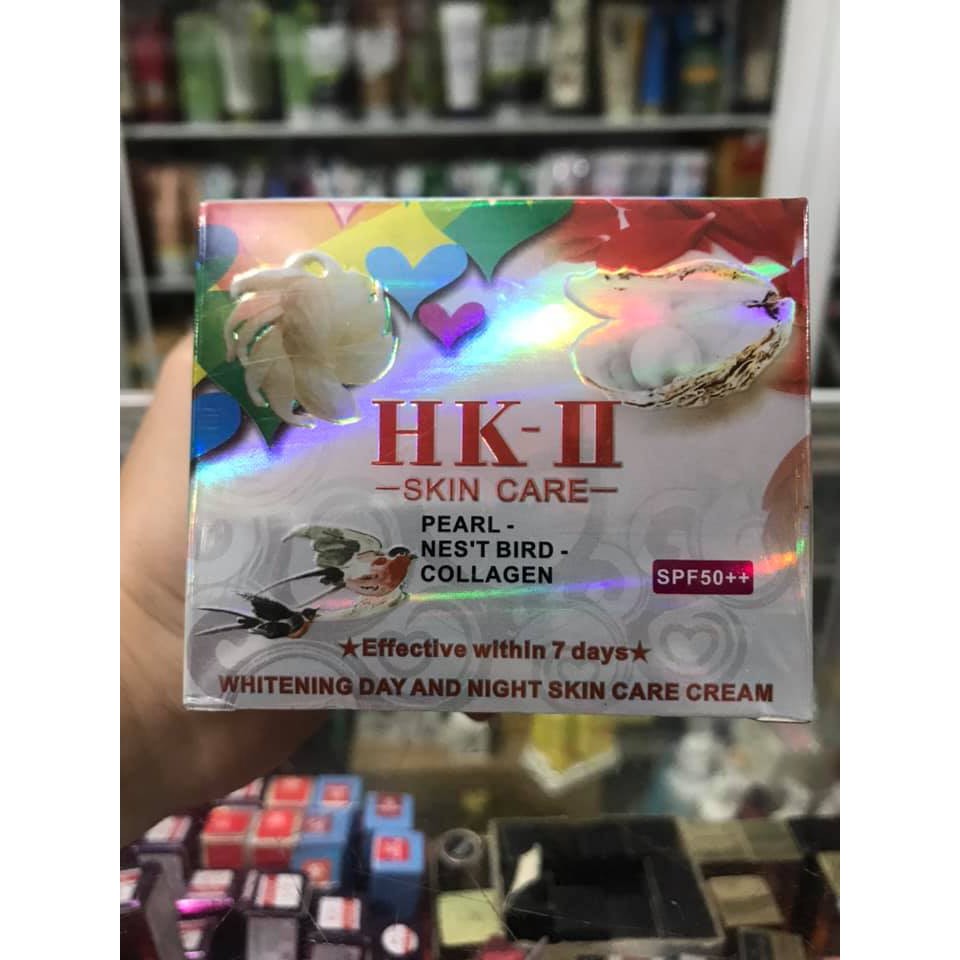 HK-II
—SKIN CARE—
PEARL -
NES'T BIRD -
COLLAGEN
SPF50++
★Effective within 7 days★
WHITENING DAY AND NIGHT SKIN CARE CREAM